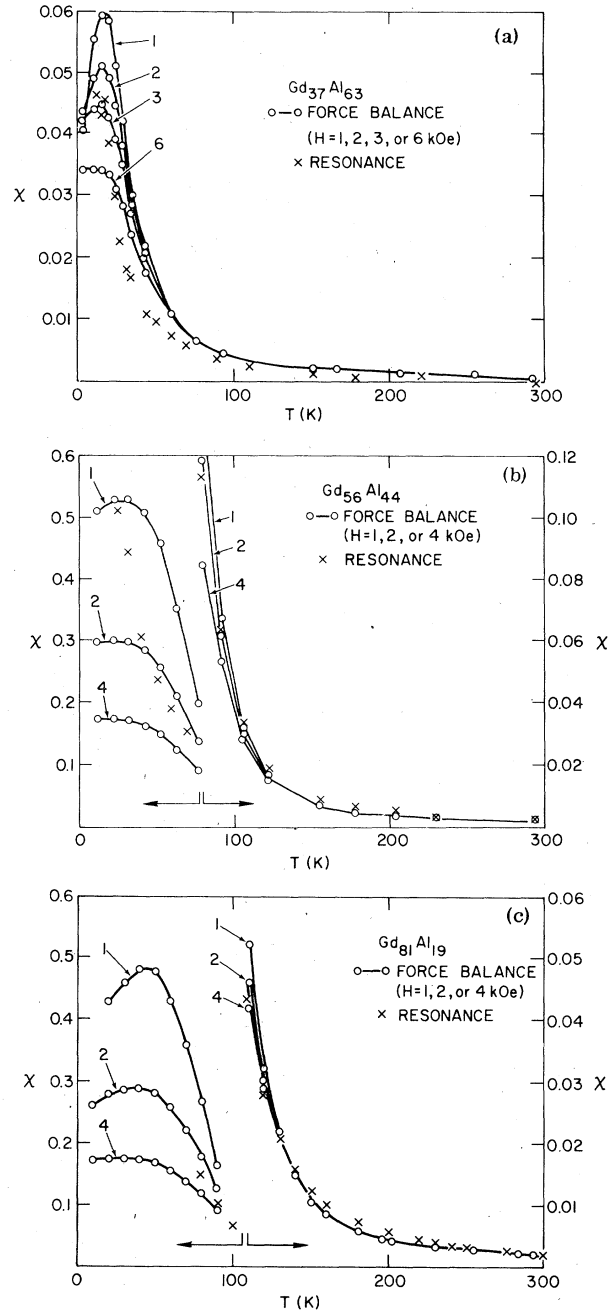 (a)
0.06
0.05
0.04
0.03
0.02
0.01
χ
1
2
3
6
Gd37Al63
○—○ FORCE BALANCE
(H=1, 2, 3, or 6 kOe)
× RESONANCE
0
100
200
300
T (K)
(b)
0.6
0.5
0.4
0.3
0.2
0.1
χ
0.12
0.10
0.08
0.06
0.04
0.02
χ
1
2
4
1
2
4
Gd56Al44
○—○ FORCE BALANCE
(H=1, 2, or 4 kOe)
× RESONANCE
0
100
200
300
T (K)
(c)
0.6
0.5
0.4
0.3
0.2
0.1
χ
0.06
0.05
0.04
0.03
0.02
0.01
χ
1
2
4
1
2
4
Gd81Al19
○—○ FORCE BALANCE
(H=1, 2, or 4 kOe)
× RESONANCE
0
100
200
300
T (K)